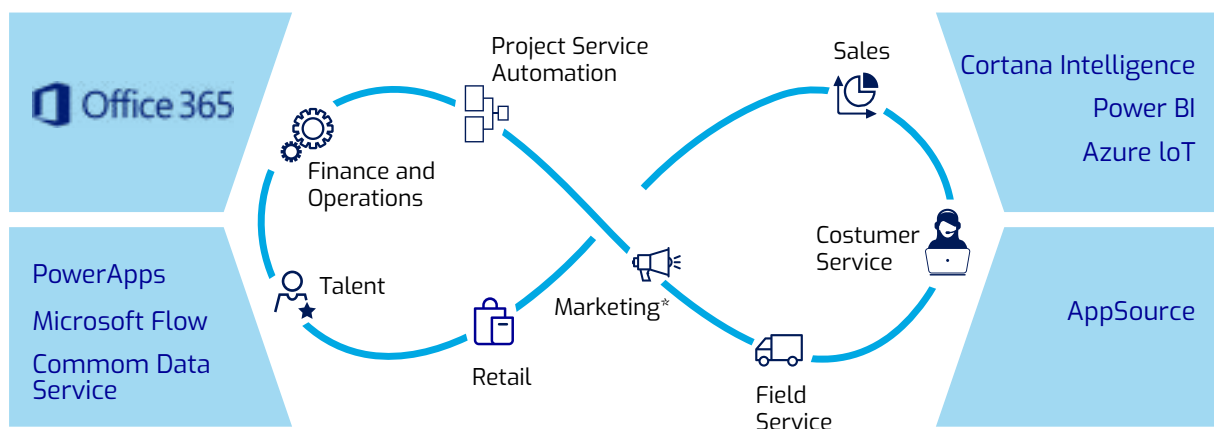 Office 365
PowerApps
Microsoft Flow
Commom Data
Service
Project Service
Automation
Finance and
Operations
Talent
Retail
Marketing*
Sales
Costumer
Service
Field
Service
Cortana Intelligence
Power BI
Azure loT
AppSource